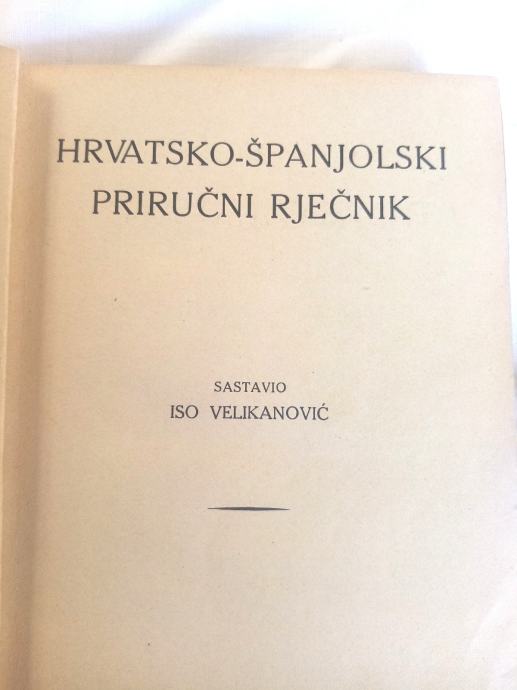 HRVATSKO-ŠPANJOLSKI
PRIRUČNI RJEČNIK
SASTAVIO
ISO VELIKANOVIĆ